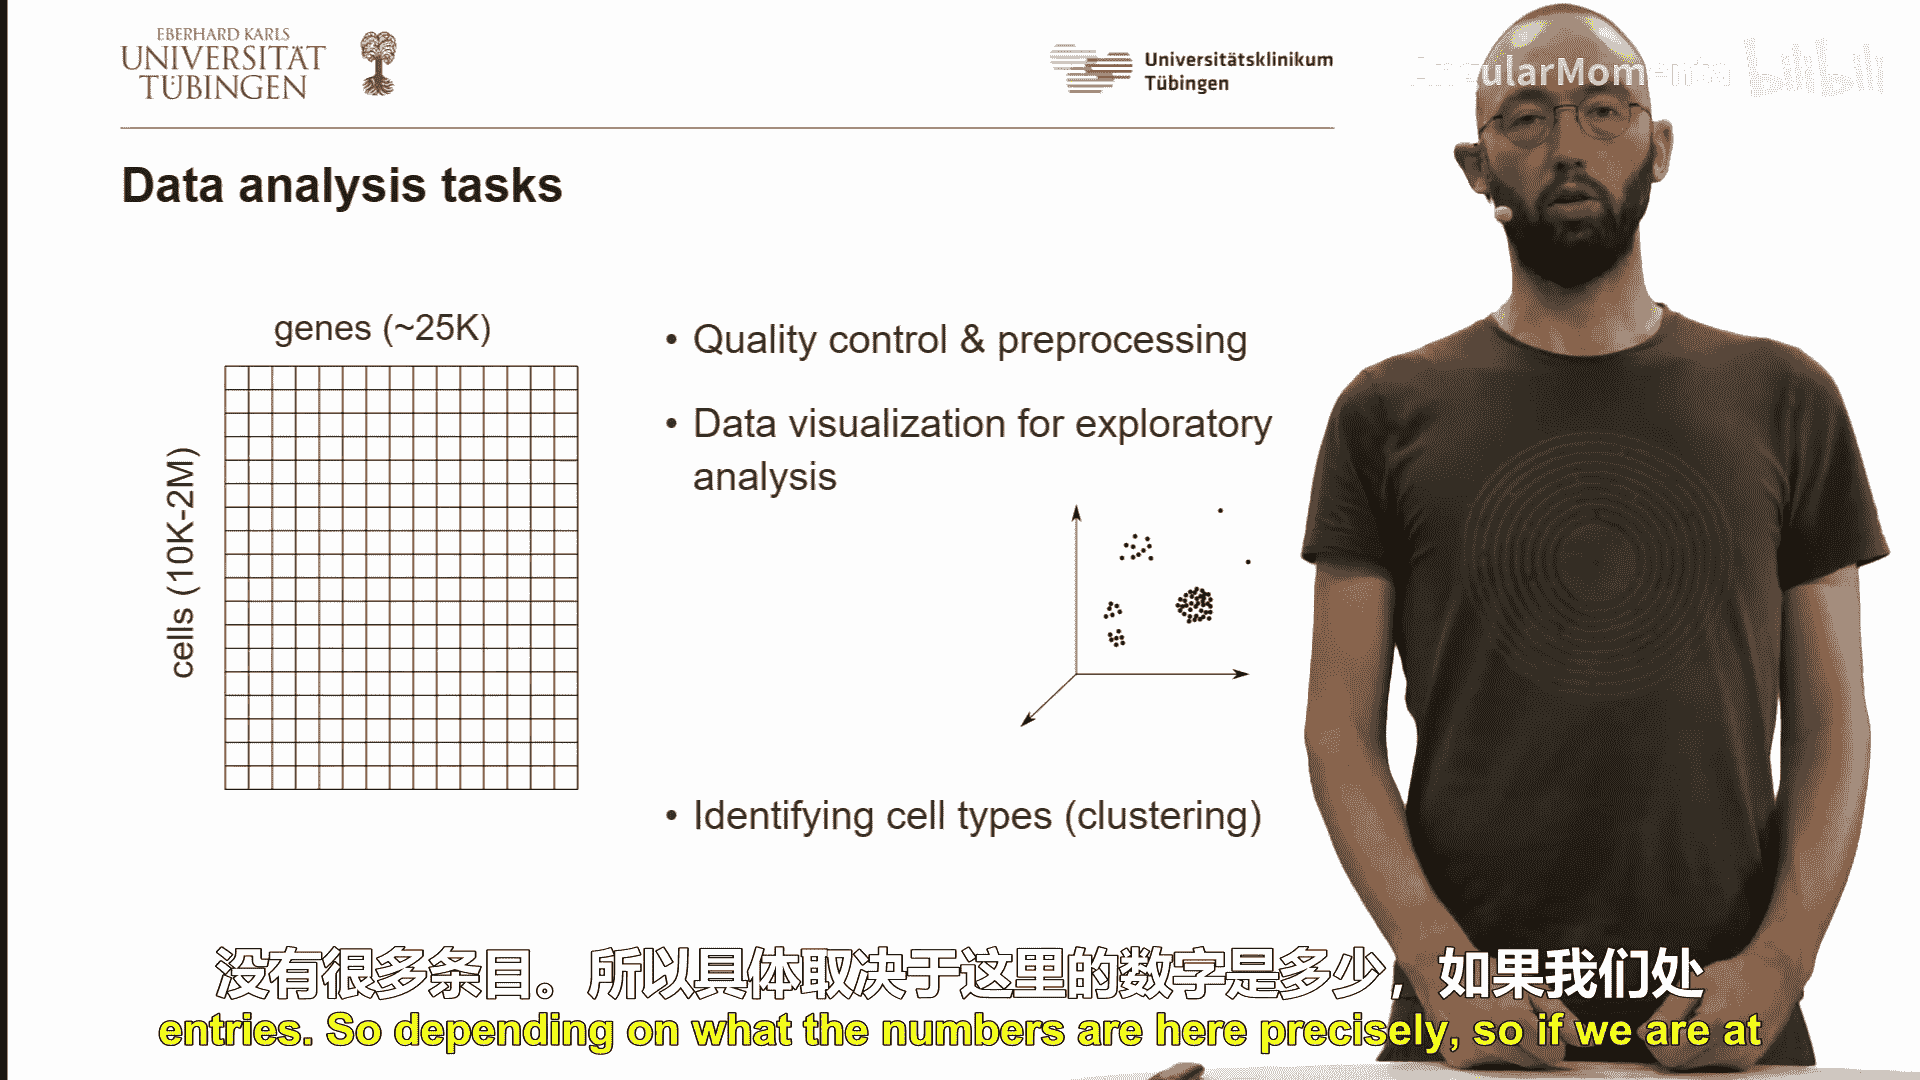 EBERHARD KARLS
UNIVERSITÄT
TÜBINGEN
Universitätsklinikum
Tübingen
bilibili
Data analysis tasks
genes (~25K)
cells (10K-2M)
• Quality control & preprocessing
• Data visualization for exploratory
analysis
• Identifying cell types (clustering)
没有很多条目。所以具体取决于这里的数字是多少，如果我们处
entries. So depending on what the numbers are here precisely, so if we are at